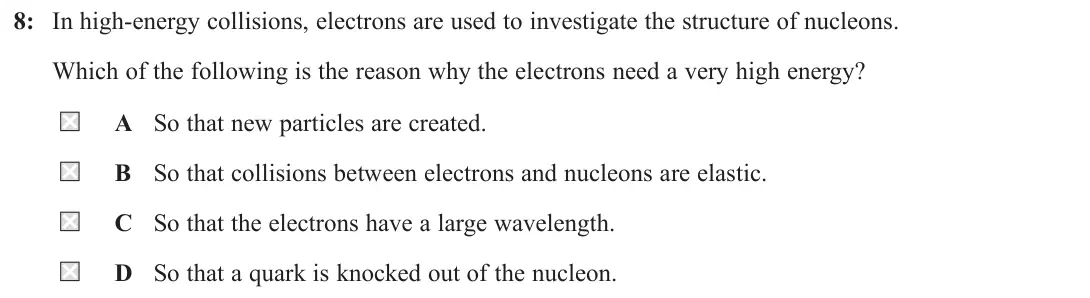 8: In high-energy collisions, electrons are used to investigate the structure of nucleons.
Which of the following is the reason why the electrons need a very high energy?
A So that new particles are created.
B So that collisions between electrons and nucleons are elastic.
C So that the electrons have a large wavelength.
D So that a quark is knocked out of the nucleon.